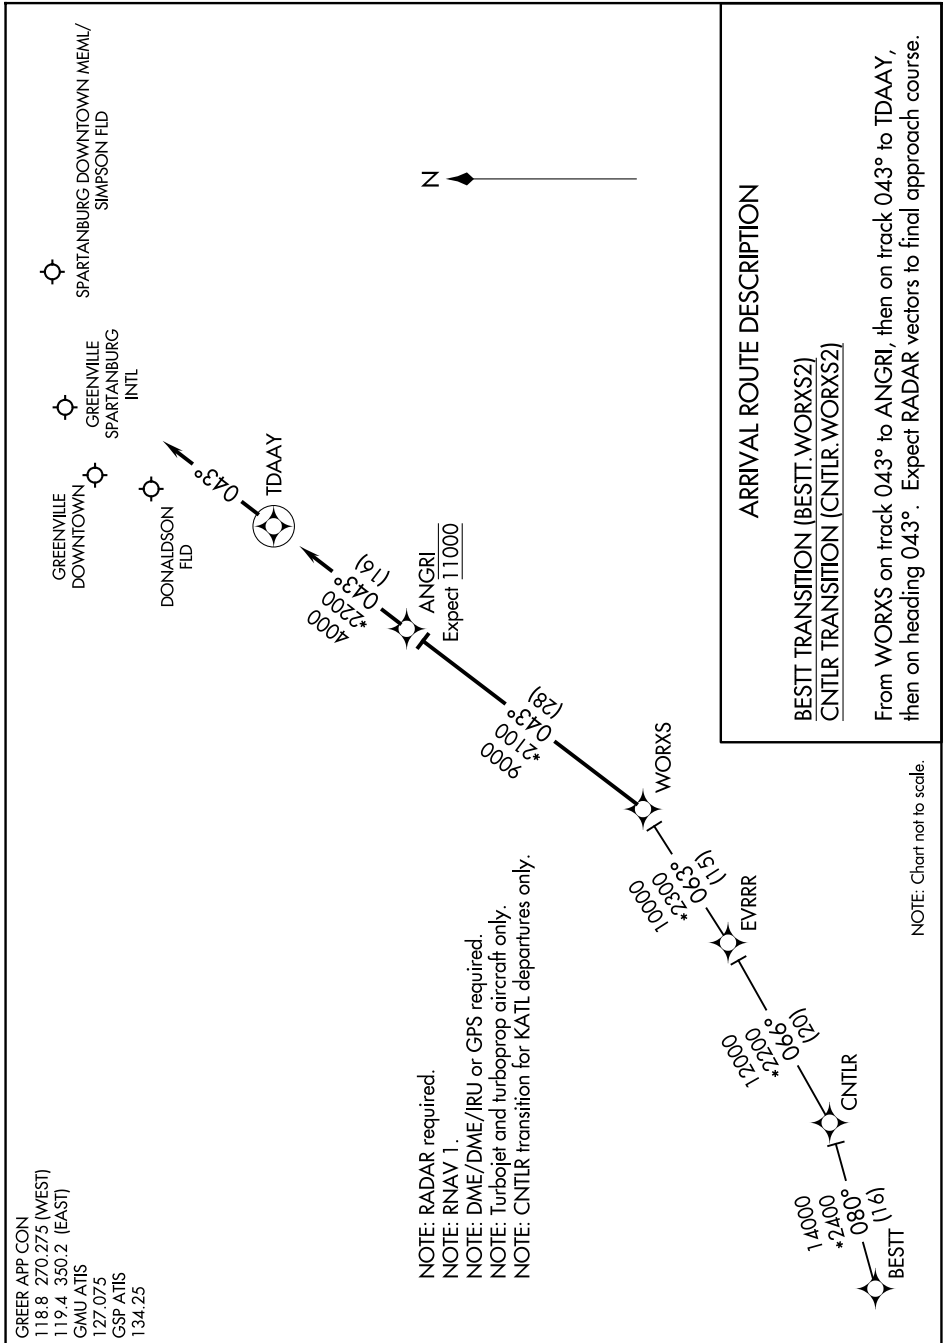 GREER APP CON
118.8 270.275 (WEST)
119.4 350.2 (EAST)
GMU ATIS
127.075
GSP ATIS
134.25
SPARTANBURG DOWNTOWN MEML/
SIMPSON FLD
GREENVILLE
SPARTANBURG
INTL
GREENVILLE
DOWNTOWN
DONALDSON
FLD
043°
TDAAY
4000
*2200
043°
(16)
ANGRI
Expect 11000
N
9000
*2100
043°
(28)
WORXS
10000
*2300
063°
(15)
EVRRR
12000
*2200
066°
(20)
CNTLR
14000
*2400
080°
(16)
BESTT
NOTE: RADAR required.
NOTE: RNAV 1.
NOTE: DME/DME/IRU or GPS required.
NOTE: Turbojet and turboprop aircraft only.
NOTE: CNTLR transition for KATL departures only.
NOTE: Chart not to scale.
ARRIVAL ROUTE DESCRIPTION
BESTT TRANSITION (BESTT.WORXS2)
CNTLR TRANSITION (CNTLR.WORXS2)
From WORXS on track 043° to ANGRI, then on track 043° to TDAAY,
then on heading 043°. Expect RADAR vectors to final approach course.